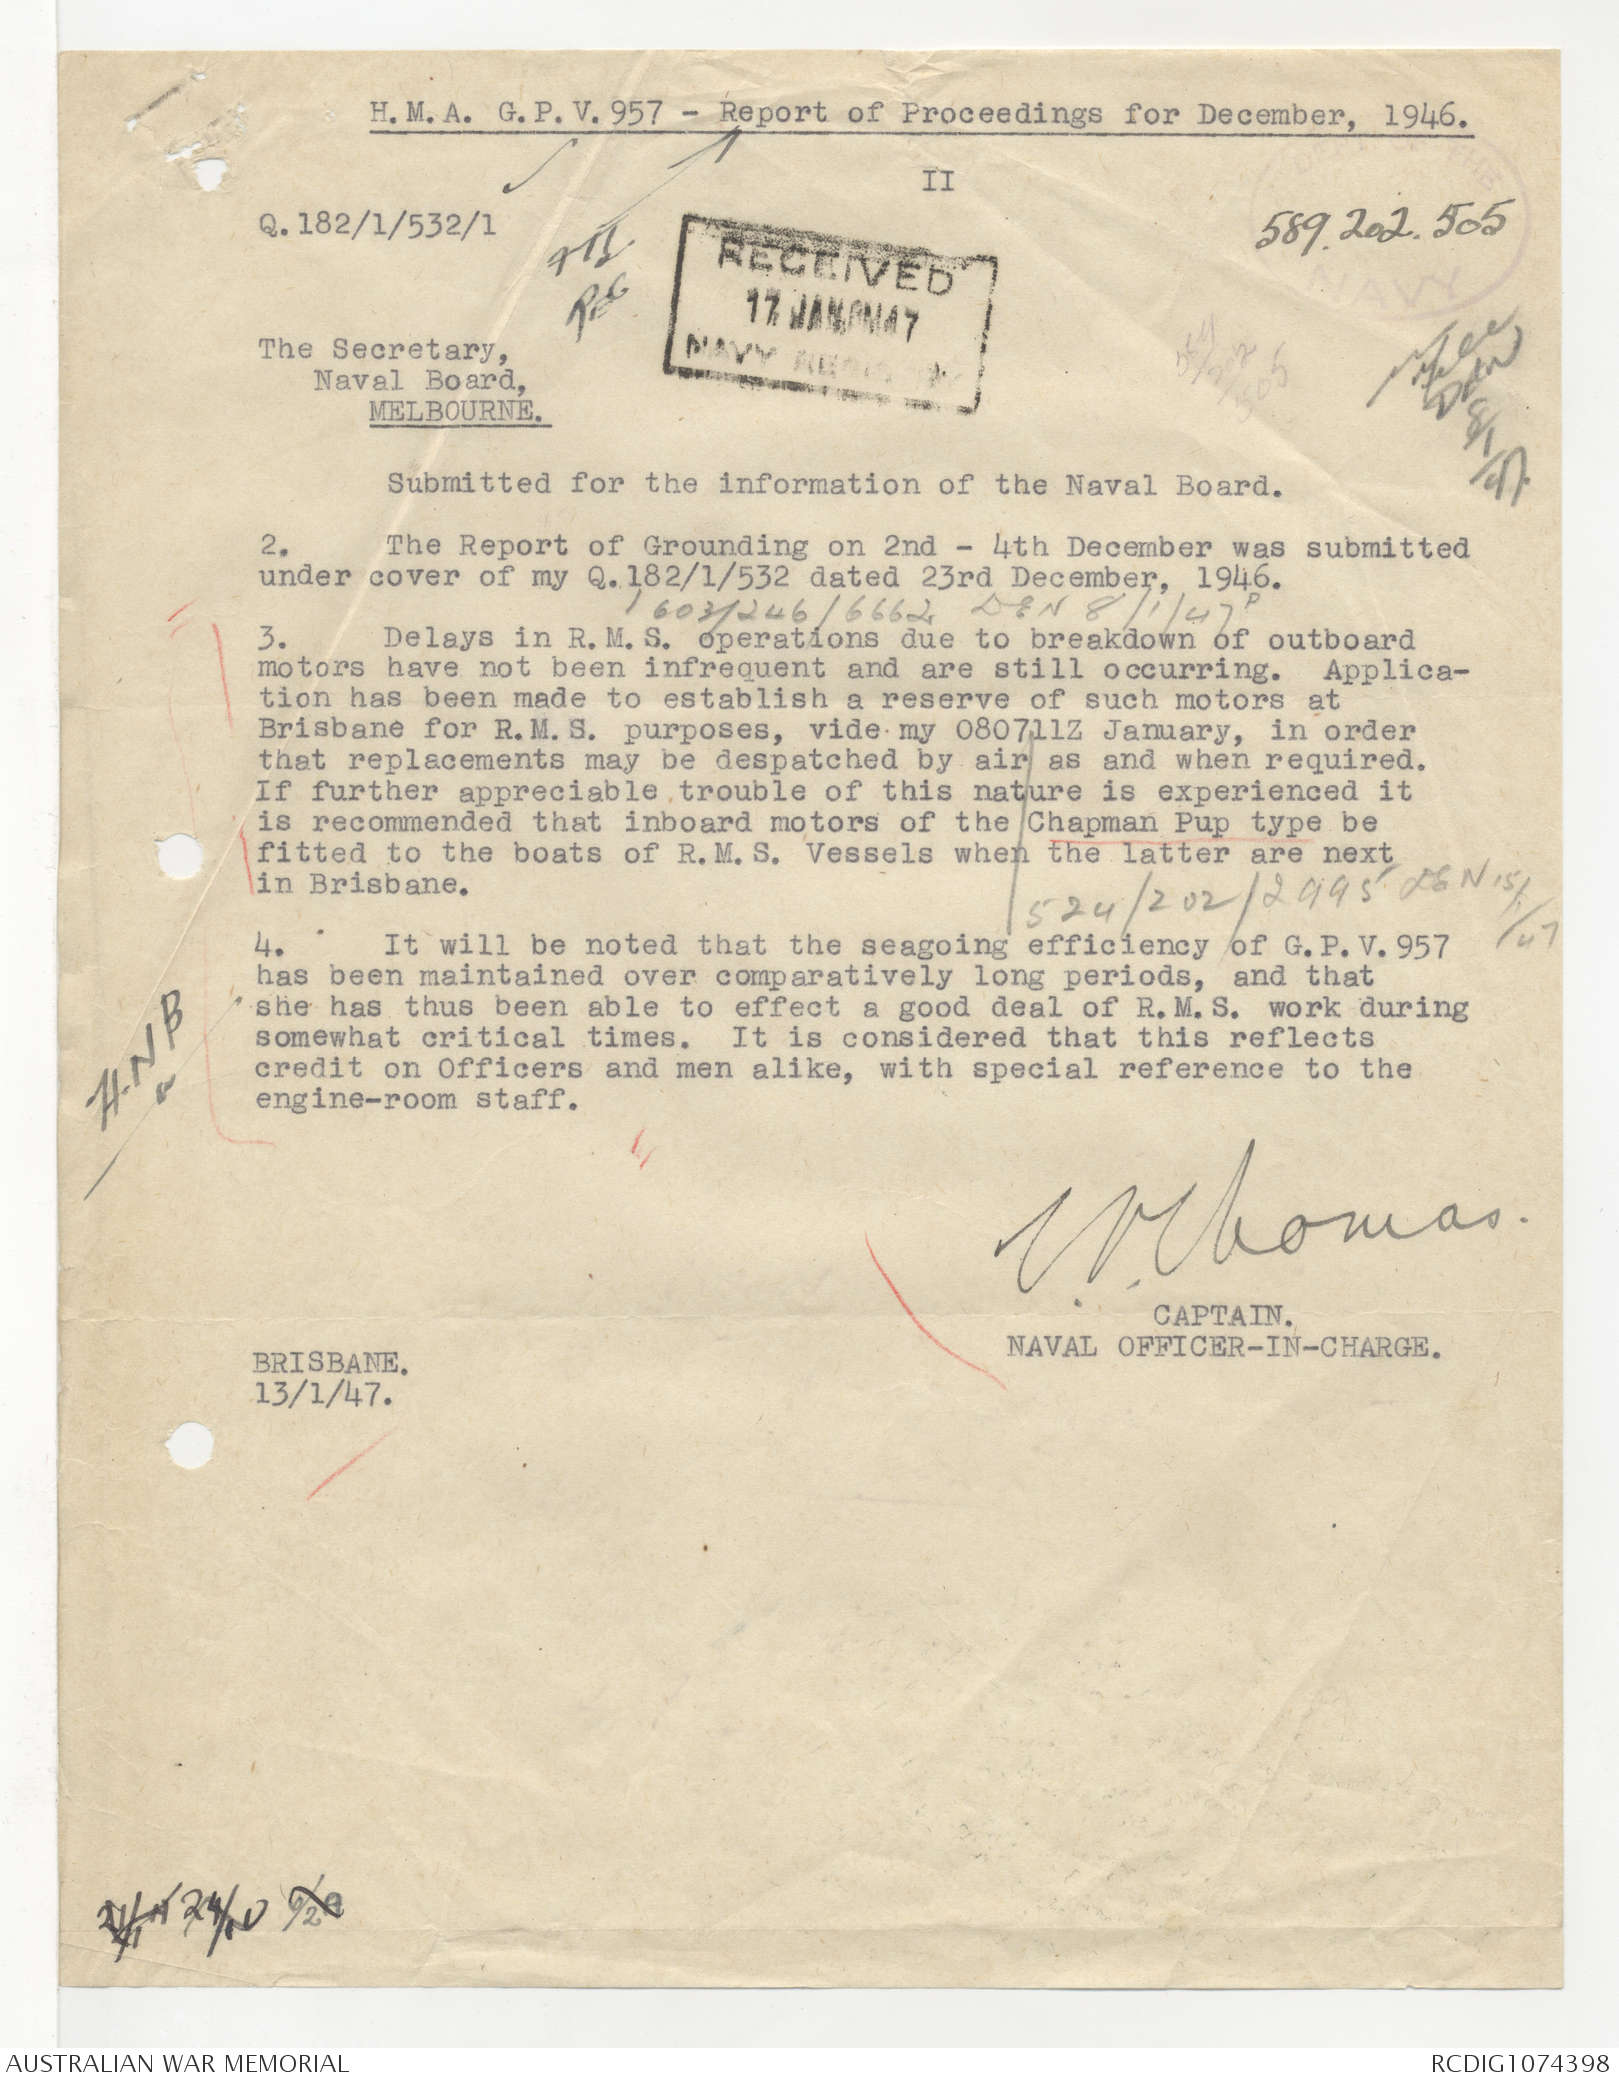 H.M.A. G.P.V. 957 - Report of Proceedings for December, 1946.
II
Q.182/1/532/1
589.202.505
RECEIVED
17 JAN 1947
NAVY
The Secretary,
Naval Board,
MELBOURNE.
Submitted for the information of the Naval Board.
2. The Report of Grounding on 2nd - 4th December was submitted
under cover of my Q.182/1/532 dated 23rd December, 1946.
603/246/6662 DEN 8/1/47
3. Delays in R.M.S. operations due to breakdown of outboard
motors have not been infrequent and are still occurring. Applica-
tion has been made to establish a reserve of such motors at
Brisbane for R.M.S. purposes, vide my 080711Z January, in order
that replacements may be despatched by air as and when required.
If further appreciable trouble of this nature is experienced it
is recommended that inboard motors of the Chapman Pup type be
fitted to the boats of R.M.S. Vessels when the latter are next
in Brisbane.
524/202/2995 DEN 15/1/47
4. It will be noted that the seagoing efficiency of G.P.V. 957
has been maintained over comparatively long periods, and that
she has thus been able to effect a good deal of R.M.S. work during
somewhat critical times. It is considered that this reflects
credit on Officers and men alike, with special reference to the
engine-room staff.
CAPTAIN.
NAVAL OFFICER-IN-CHARGE.
BRISBANE.
13/1/47.
AUSTRALIAN WAR MEMORIAL
RCDIG1074398